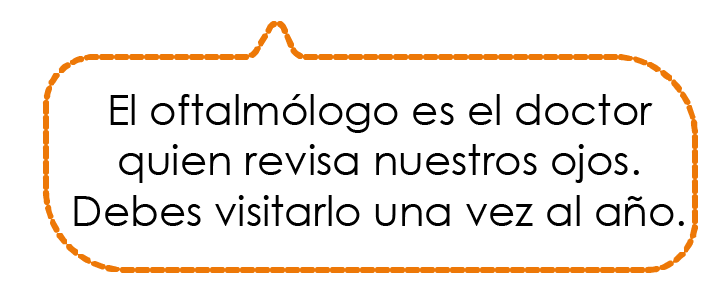 El oftalmólogo es el doctor
quien revisa nuestros ojos.
Debes visitarlo una vez al año.